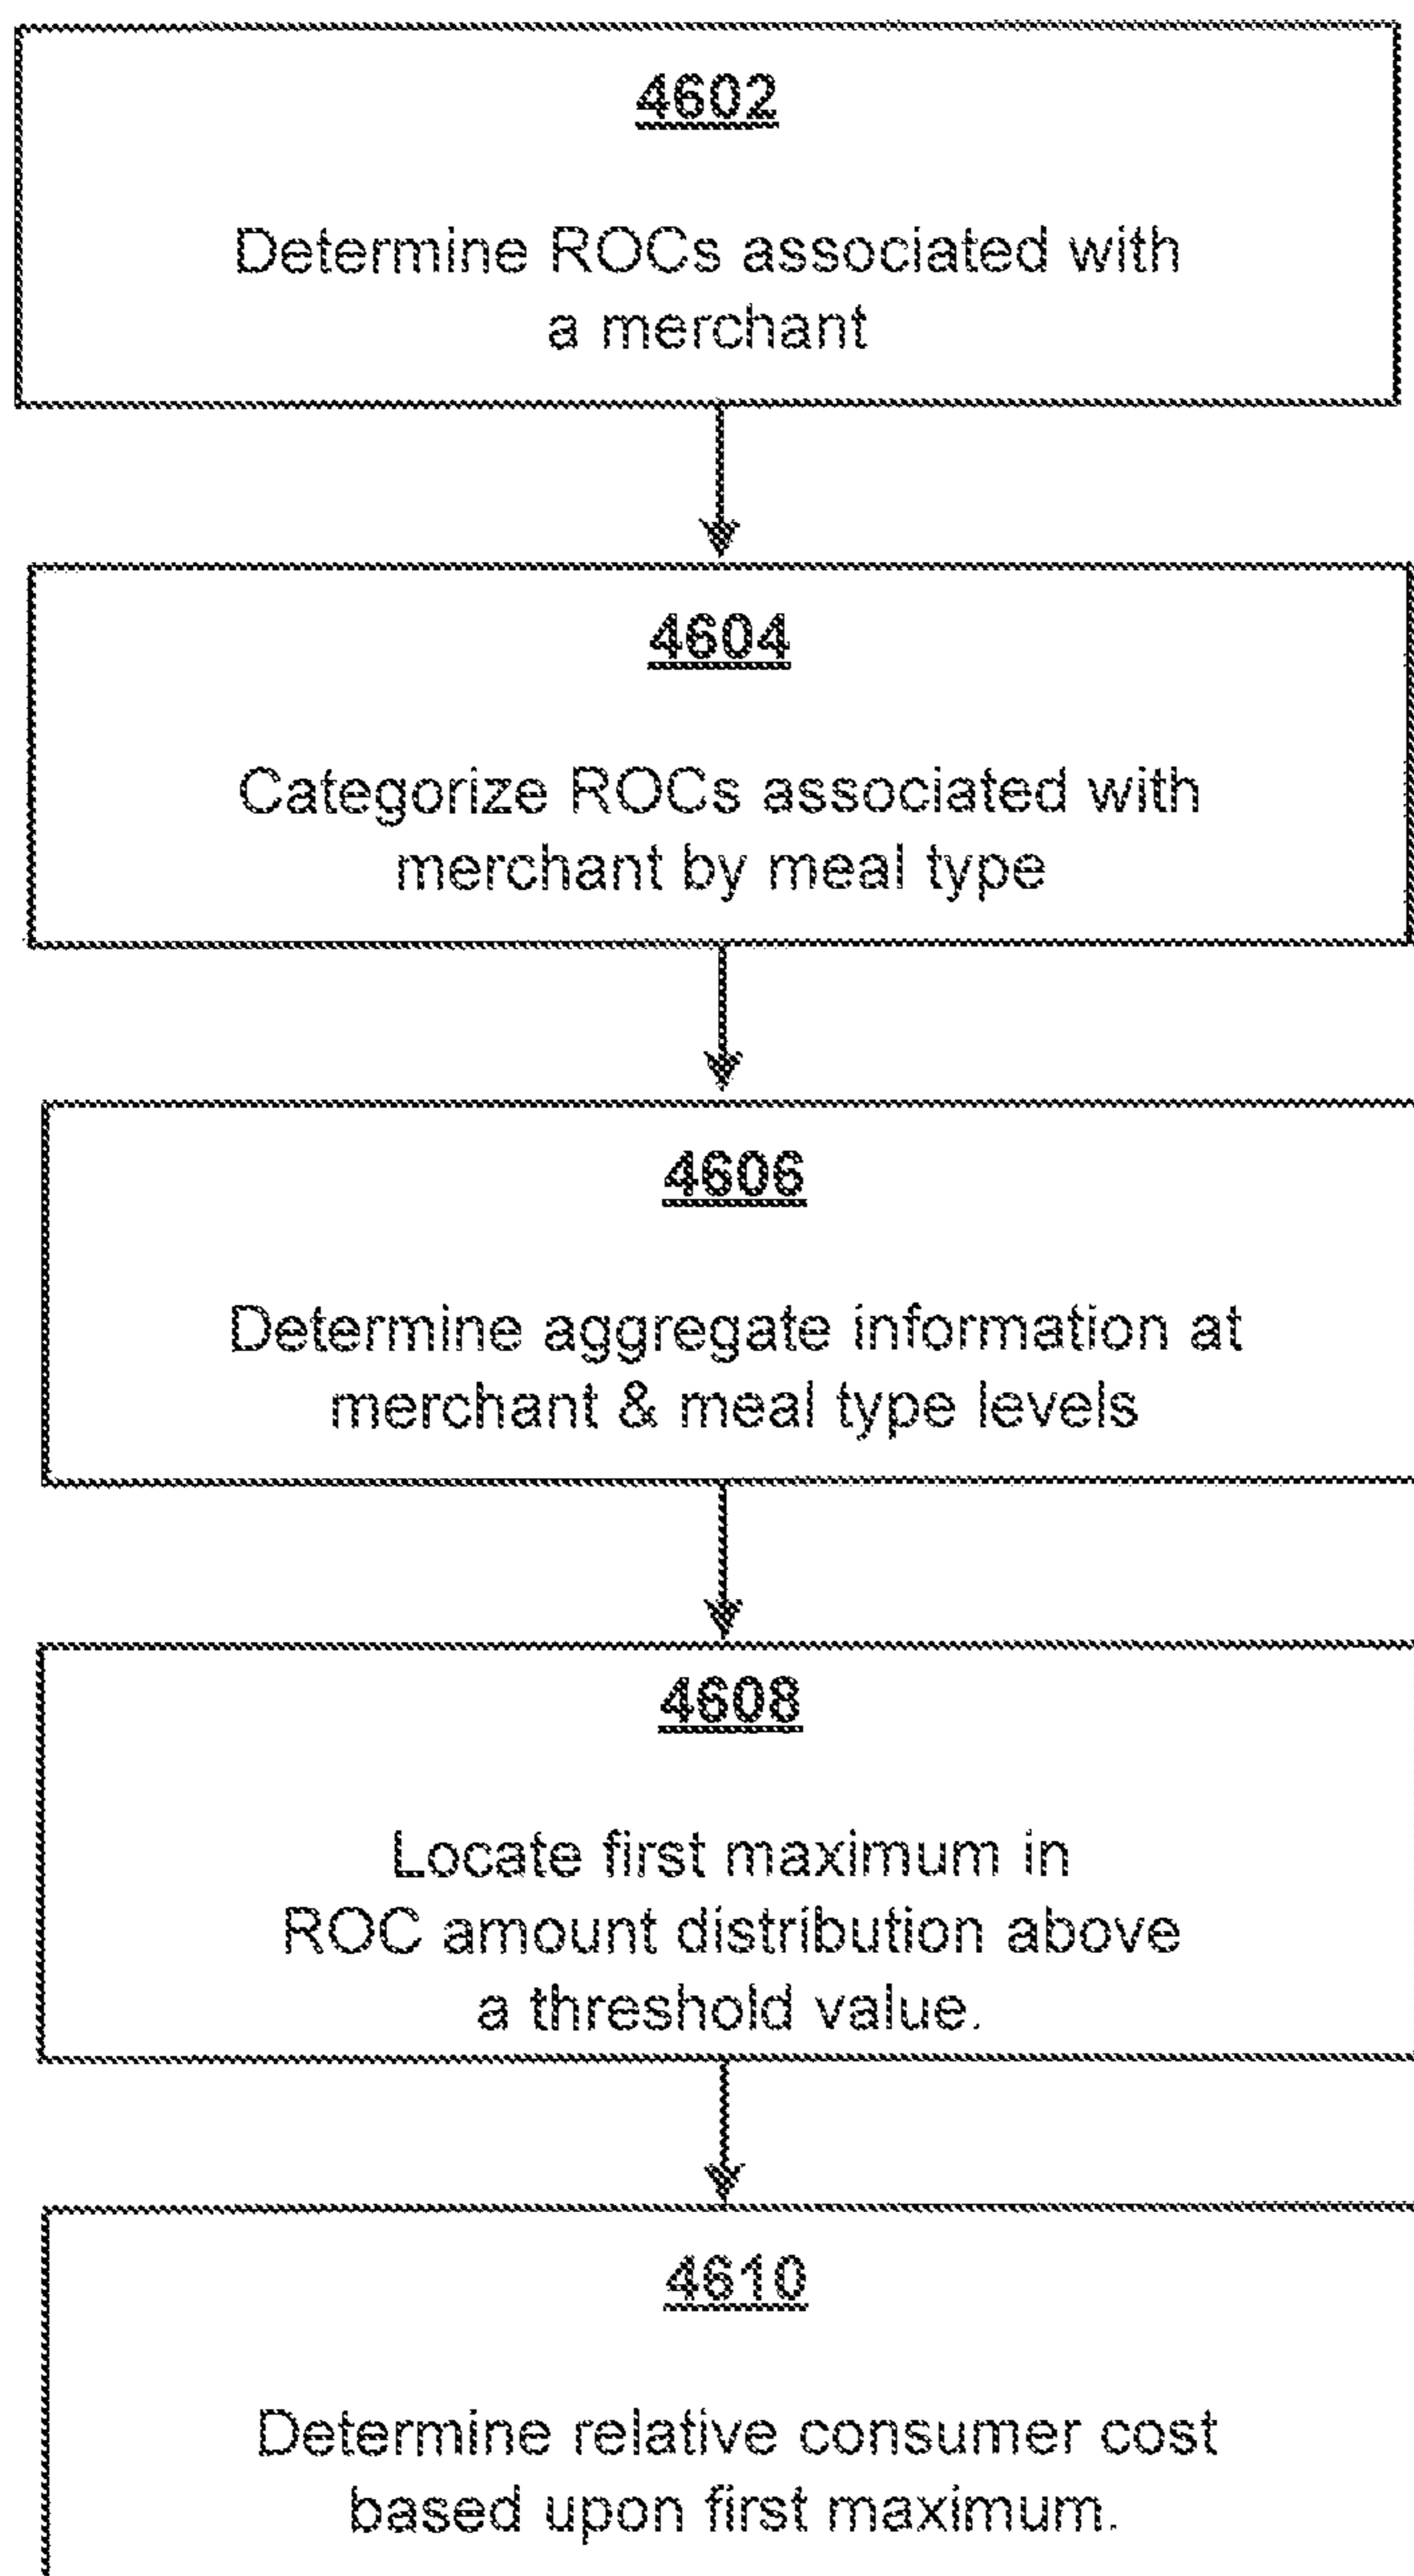 4602
Determine ROCs associated with
a merchant
4604
Categorize ROCs associated with
merchant by meal type
4606
Determine aggregate information at
merchant & meal type levels
4608
Locate first maximum in
ROC amount distribution above
a threshold value.
4610
Determine relative consumer cost
based upon first maximum.